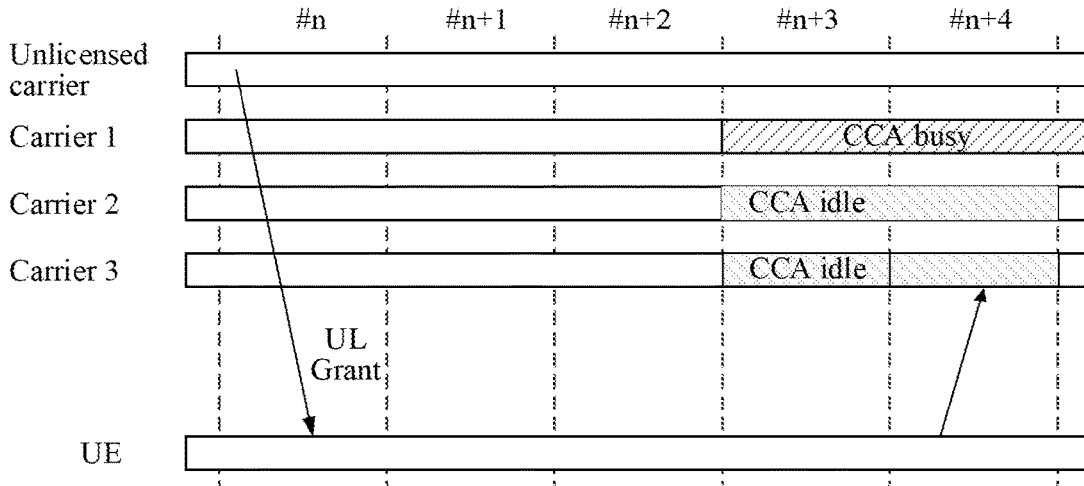 #n #n+1 #n+2 #n+3 #n+4
Unlicensed
carrier
Carrier 1 CCA busy
Carrier 2 CCA idle
Carrier 3 CCA idle
UL
Grant
UE